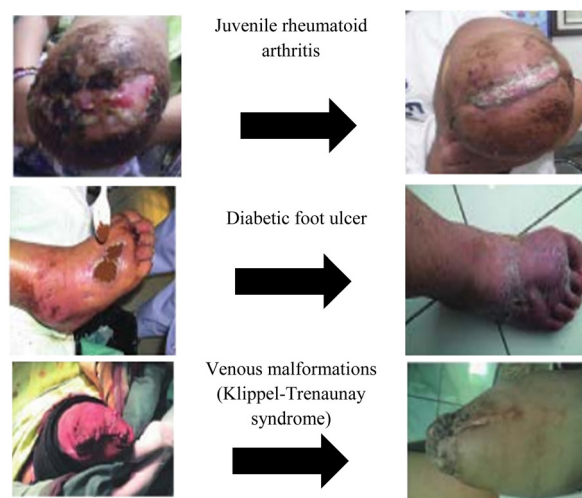 Juvenile rheumatoid
arthritis
Diabetic foot ulcer
Venous malformations
(Klippel-Trenaunay
syndrome)